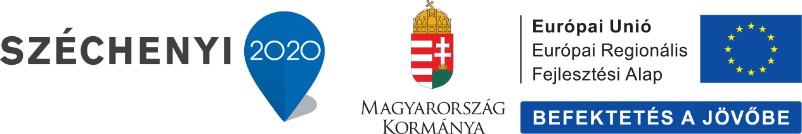 SZÉCHENYI 2020
MAGYARORSZÁG
KORMÁNYA
Európai Unió
Európai Regionális
Fejlesztési Alap
BEFEKTETÉS A JÖVŐBE